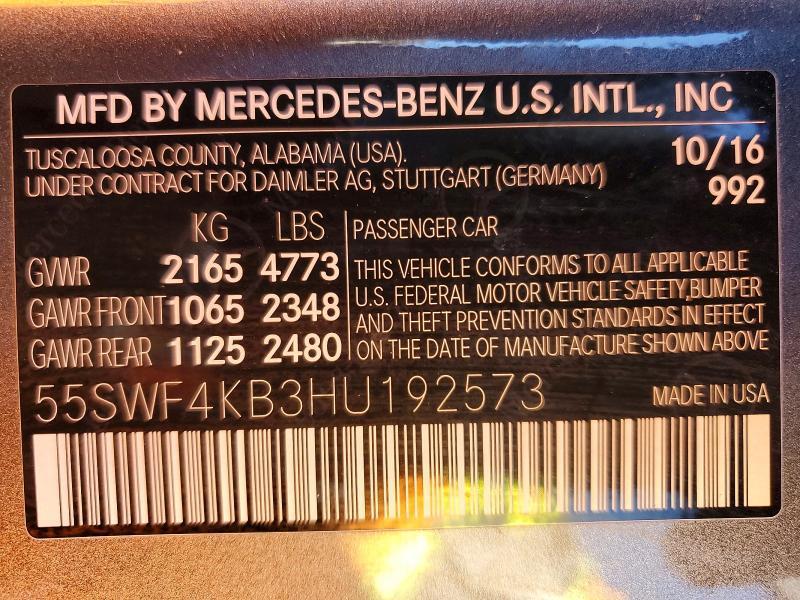 MFD BY MERCEDES-BENZ U.S. INTL., INC
TUSCALOOSA COUNTY, ALABAMA (USA). 10/16
UNDER CONTRACT FOR DAIMLER AG, STUTTGART (GERMANY) 992
KG LBS PASSENGER CAR
GVWR 2165 4773 THIS VEHICLE CONFORMS TO ALL APPLICABLE
U.S. FEDERAL MOTOR VEHICLE SAFETY, BUMPER
GAWR FRONT 1065 2348 AND THEFT PREVENTION STANDARDS IN EFFECT
GAWR REAR 1125 2480 ON THE DATE OF MANUFACTURE SHOWN ABOVE
55SWF4KB3HU192573 MADE IN USA